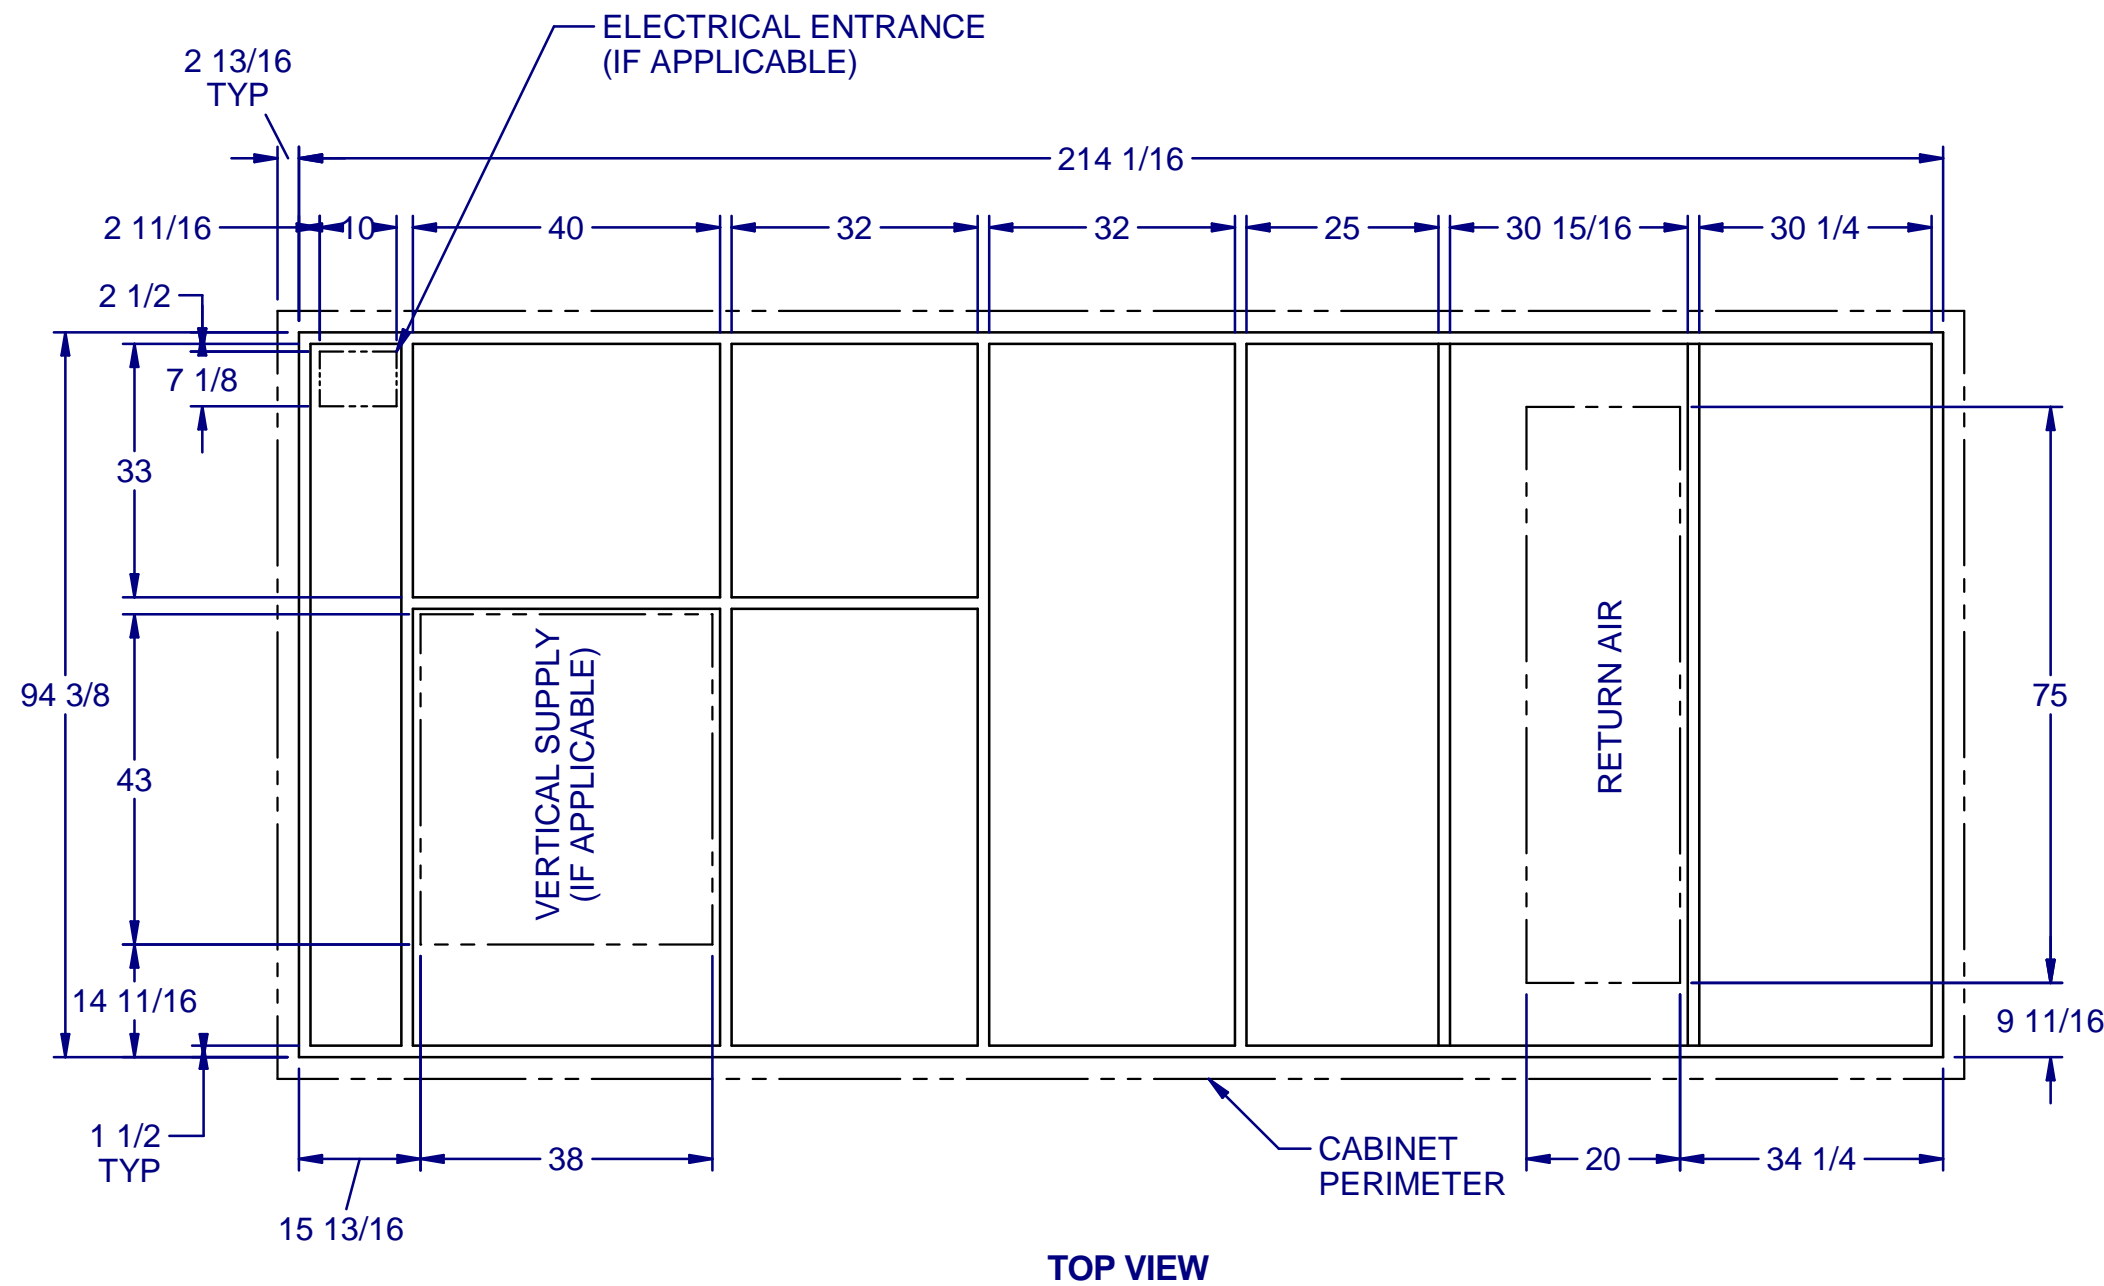 ELECTRICAL ENTRANCE
(IF APPLICABLE)
2 13/16
TYP
214 1/16
2 11/16
10
40
32
32
25
30 15/16
30 1/4
2 1/2
7 1/8
33
94 3/8
43
14 11/16
1 1/2
TYP
VERTICAL SUPPLY
(IF APPLICABLE)
RETURN AIR
75
9 11/16
15 13/16
38
CABINET
PERIMETER
20
34 1/4
TOP VIEW